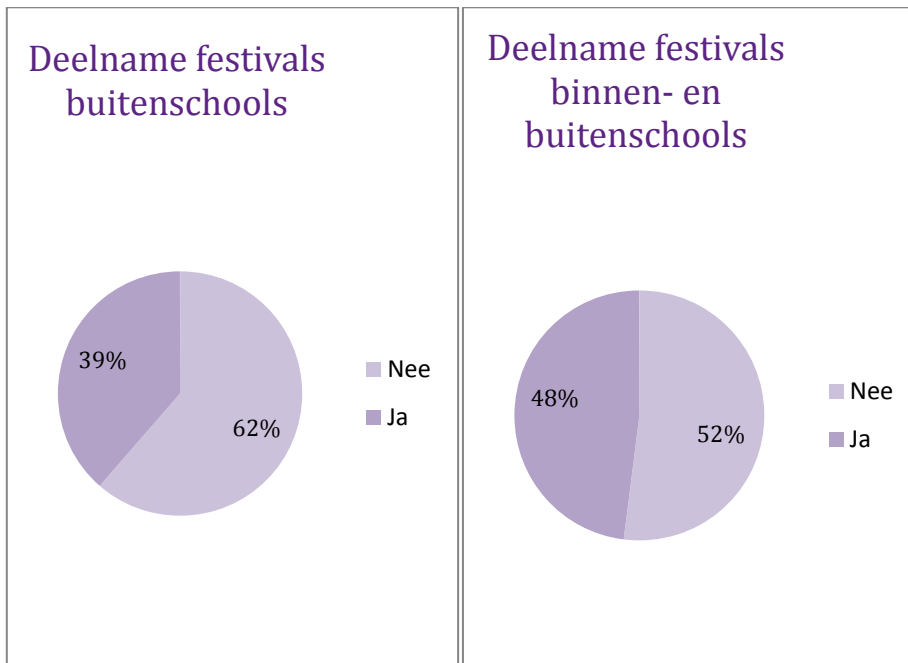 Deelname festivals
buitenschools
39%
62%
Nee
Ja
Deelname festivals
binnen- en
buitenschools
48%
52%
Nee
Ja